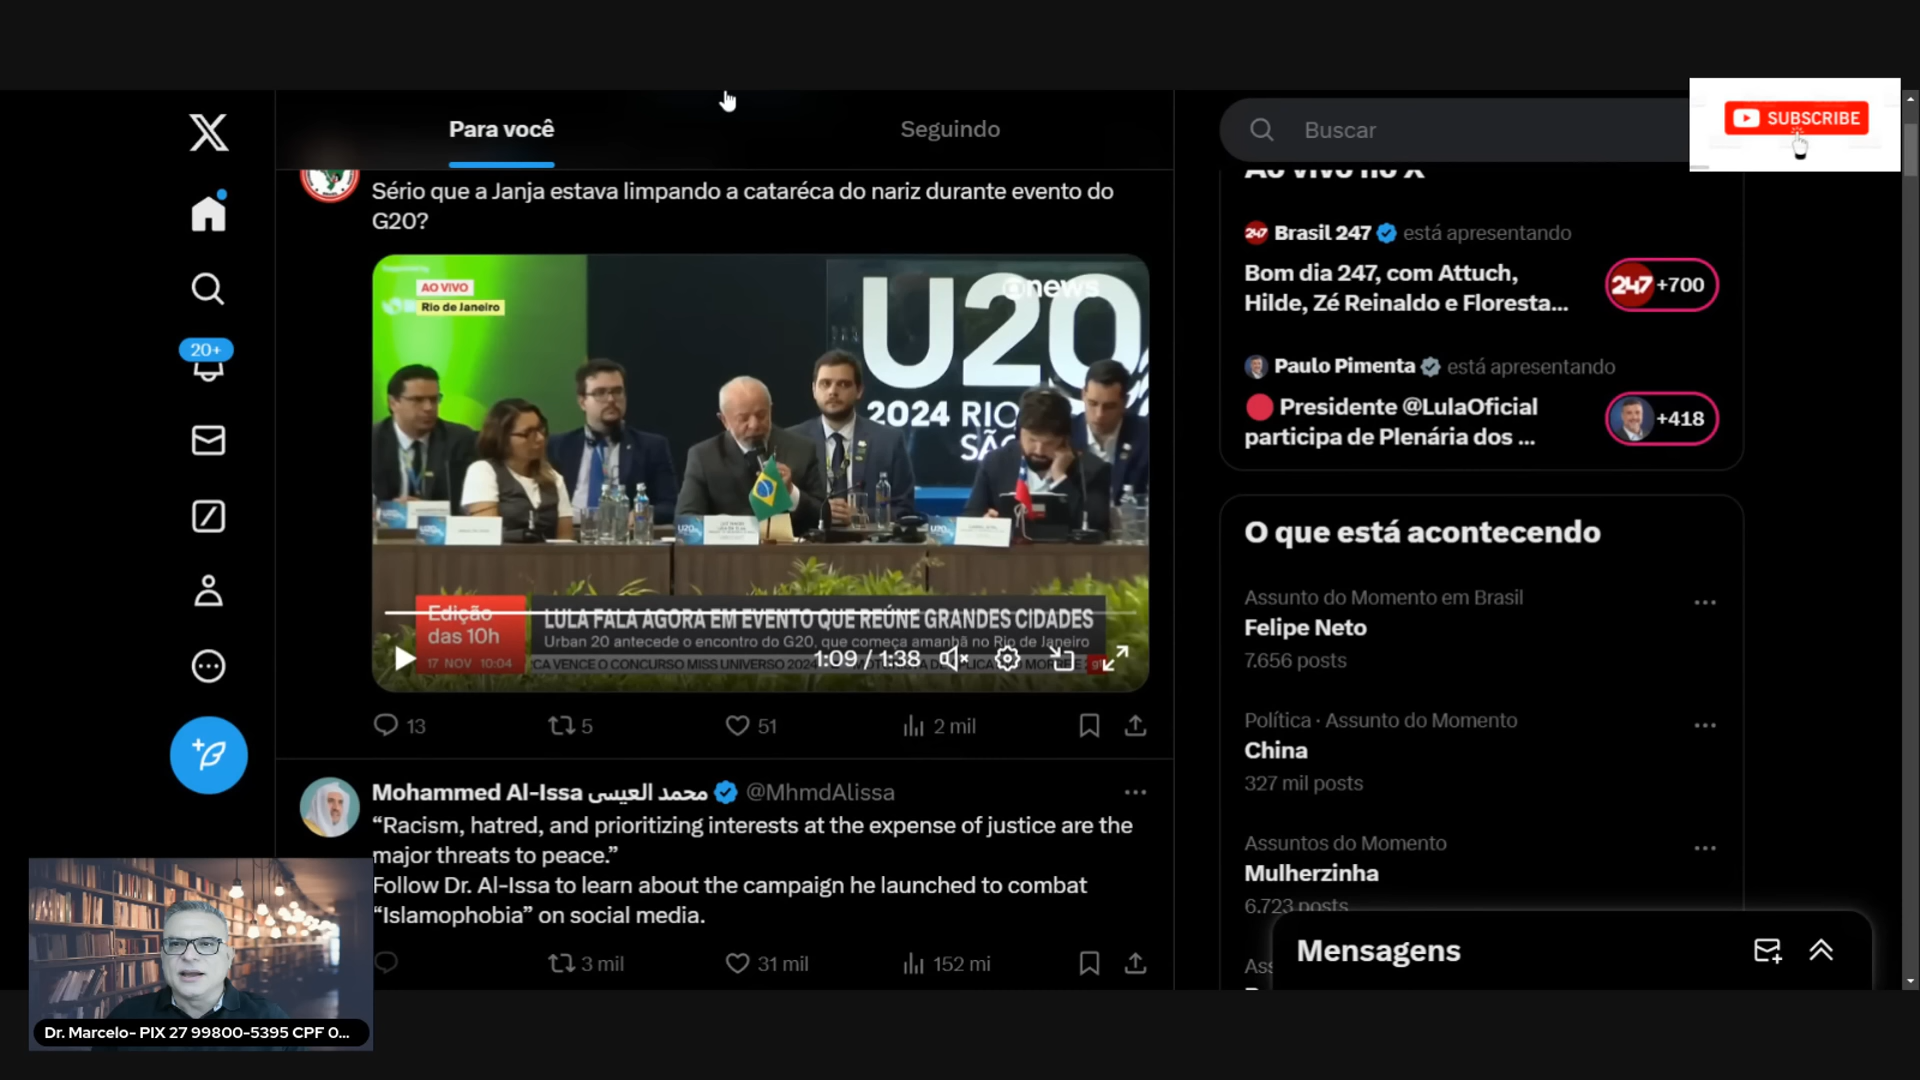 Para você
Seguindo
Buscar
SUBSCRIBE
20+
Sério que a Janja estava limpando a cataréca do nariz durante evento do
G20?
AO VIVO
Rio de Janeiro
news
U20
2024 RIO
SÃO
Edição
das 10h
17 NOV 10:04
LULA FALA AGORA EM EVENTO QUE REÚNE GRANDES CIDADES
Urban 20 antecede o encontro do G20, que começa amanhã no Rio de Janeiro
VENCE O CONCURSO MISS UNIVERSO 2024
1:09 / 1:38
13
5
51
2 mil
Mohammed Al-Issa محمد العيسى @MhmdAlissa
“Racism, hatred, and prioritizing interests at the expense of justice are the
major threats to peace.”
Follow Dr. Al-Issa to learn about the campaign he launched to combat
“Islamophobia” on social media.
3 mil
31 mil
152 mi
Ao vivo no X
247 Brasil 247 está apresentando
Bom dia 247, com Attuch,
Hilde, Zé Reinaldo e Floresta...
247 +700
Paulo Pimenta está apresentando
Presidente @LulaOficial
participa de Plenária dos ...
+418
O que está acontecendo
Assunto do Momento em Brasil
Felipe Neto
7.656 posts
Política · Assunto do Momento
China
327 mil posts
Assuntos do Momento
Mulherzinha
6.723 posts
Mensagens
Dr. Marcelo- PIX 27 99800-5395 CPF 0...